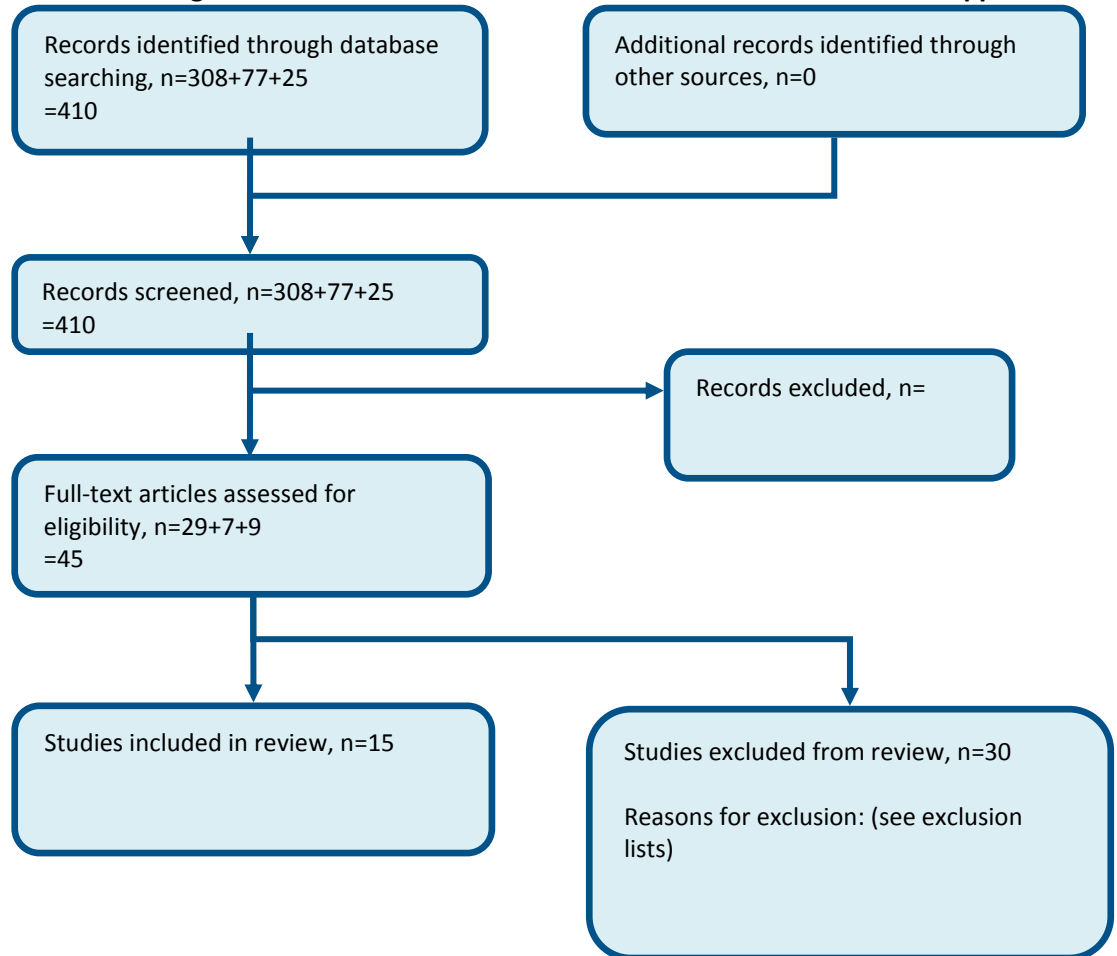 Records identified through database
searching, n=308+77+25
=410
Additional records identified through
other sources, n=0
Records screened, n=308+77+25
=410
Records excluded, n=
Full-text articles assessed for
eligibility, n=29+7+9
=45
Studies included in review, n=15
Studies excluded from review, n=30
Reasons for exclusion: (see exclusion
lists)